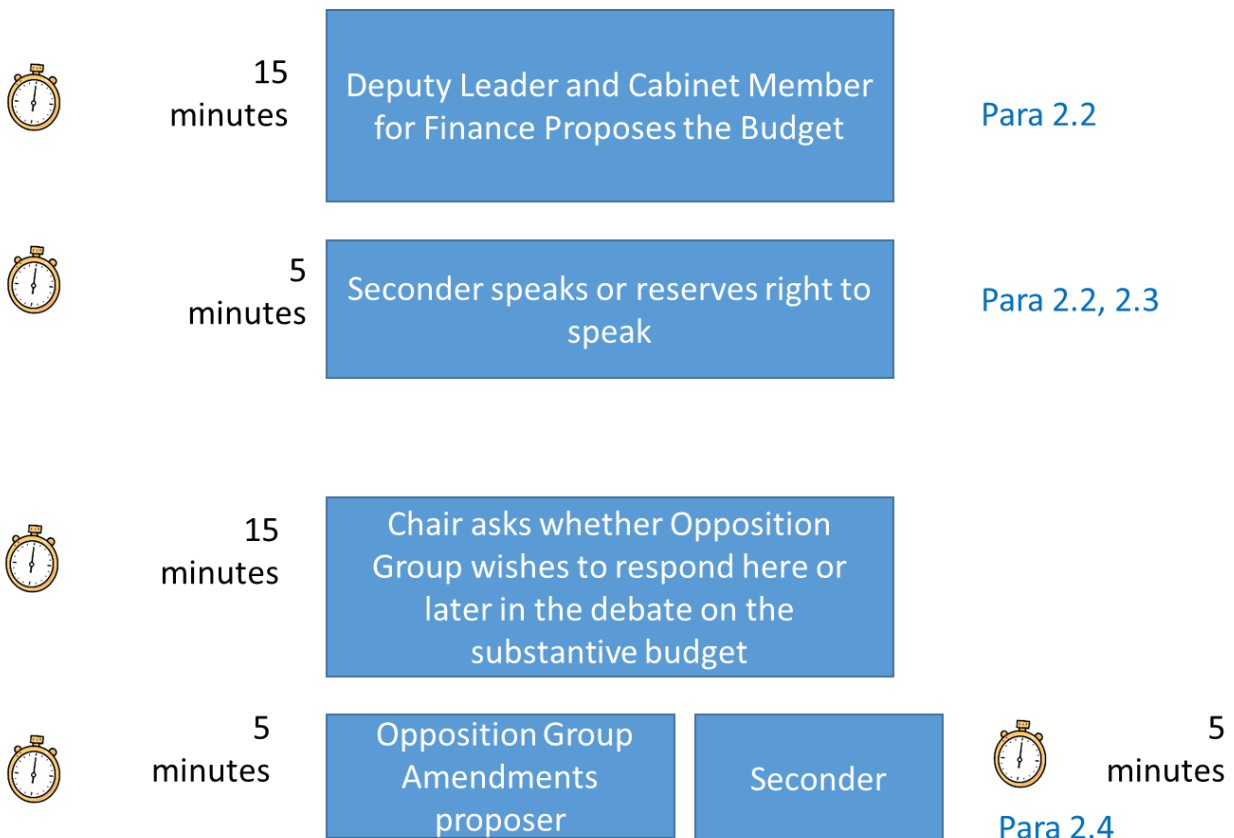 15
minutes
Deputy Leader and Cabinet Member
for Finance Proposes the Budget
Para 2.2
5
minutes
Seconder speaks or reserves right to
speak
Para 2.2, 2.3
15
minutes
Chair asks whether Opposition
Group wishes to respond here or
later in the debate on the
substantive budget
5
minutes
Opposition Group
Amendments
proposer
Seconder
5
minutes
Para 2.4